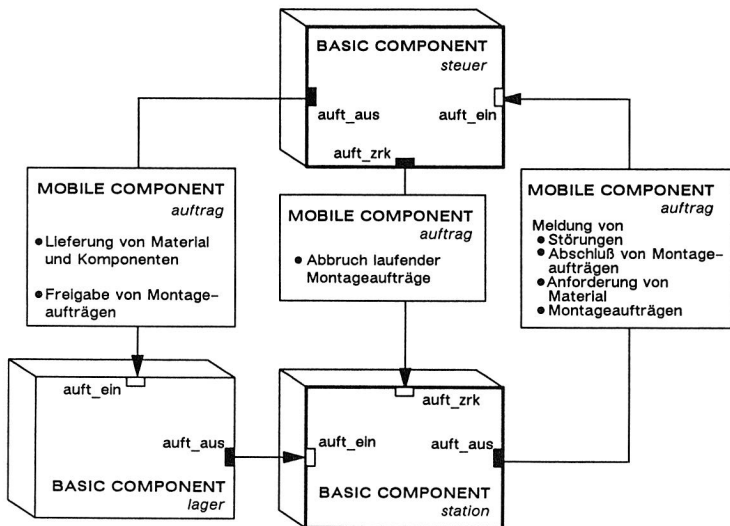 BASIC COMPONENT
steuer
auft_aus
auft_ein
auft_zrk
MOBILE COMPONENT
auftrag
● Lieferung von Material
und Komponenten
● Freigabe von Montage-
aufträgen
MOBILE COMPONENT
auftrag
● Abbruch laufender
Montageaufträge
MOBILE COMPONENT
auftrag
Meldung von
● Störungen
● Abschluß von Montage-
aufträgen
● Anforderung von
Material
● Montageaufträgen
auft_ein
auft_aus
BASIC COMPONENT
lager
auft_zrk
auft_ein
auft_aus
BASIC COMPONENT
station